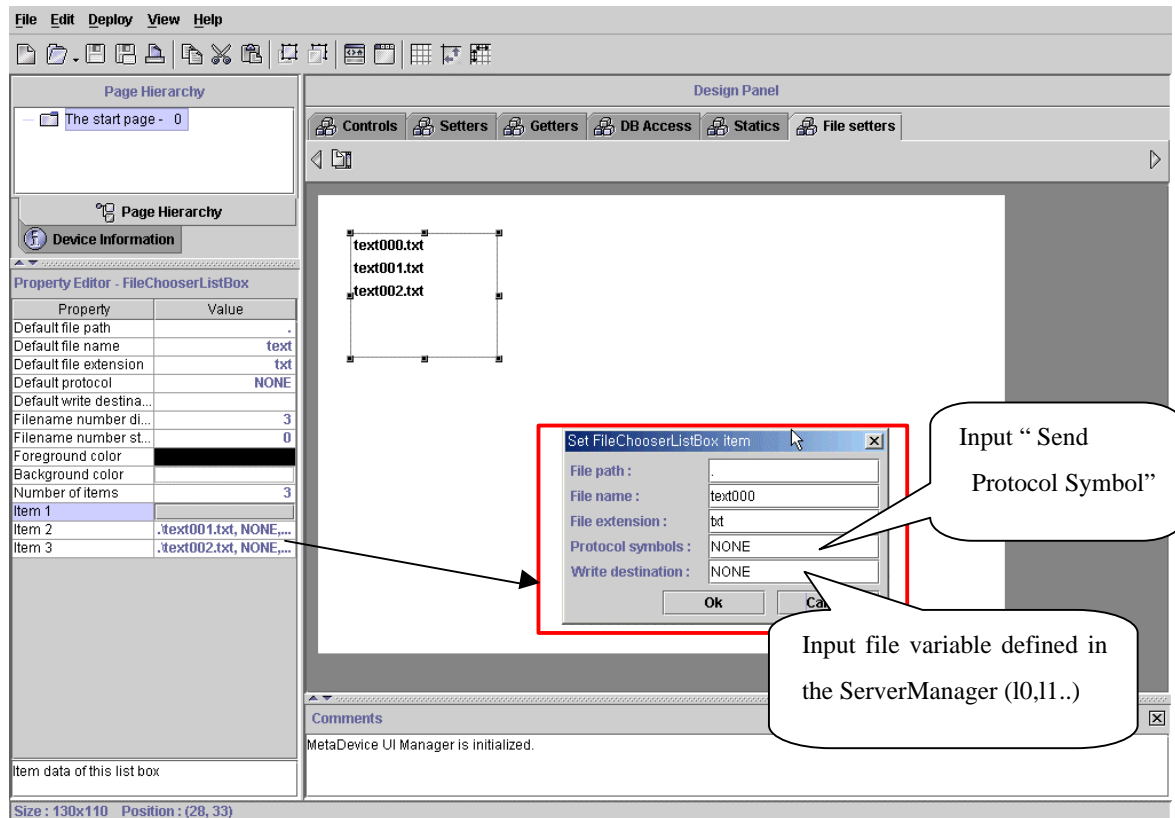 File Edit Deploy View Help
Page Hierarchy
The start page - 0
Page Hierarchy
Device Information
Property Editor - FileChooserListBox
Property Value
Default file path .
Default file name text
Default file extension txt
Default protocol NONE
Default write destina...
Filename number di... 3
Filename number st... 0
Foreground color
Background color
Number of items 3
Item 1
Item 2 .\text001.txt, NONE,...
Item 3 .\text002.txt, NONE,...
Item data of this list box
Design Panel
Controls Setters Getters DB Access Statics File setters
text000.txt
text001.txt
text002.txt
Set FileChooserListBox item
File path : .
File name : text000
File extension : txt
Protocol symbols : NONE
Write destination : NONE
Ok
Input “ Send
Protocol Symbol”
Input file variable defined in
the ServerManager (l0,l1..)
Comments
MetaDevice UI Manager is initialized.
Size : 130x110 Position : (28, 33)